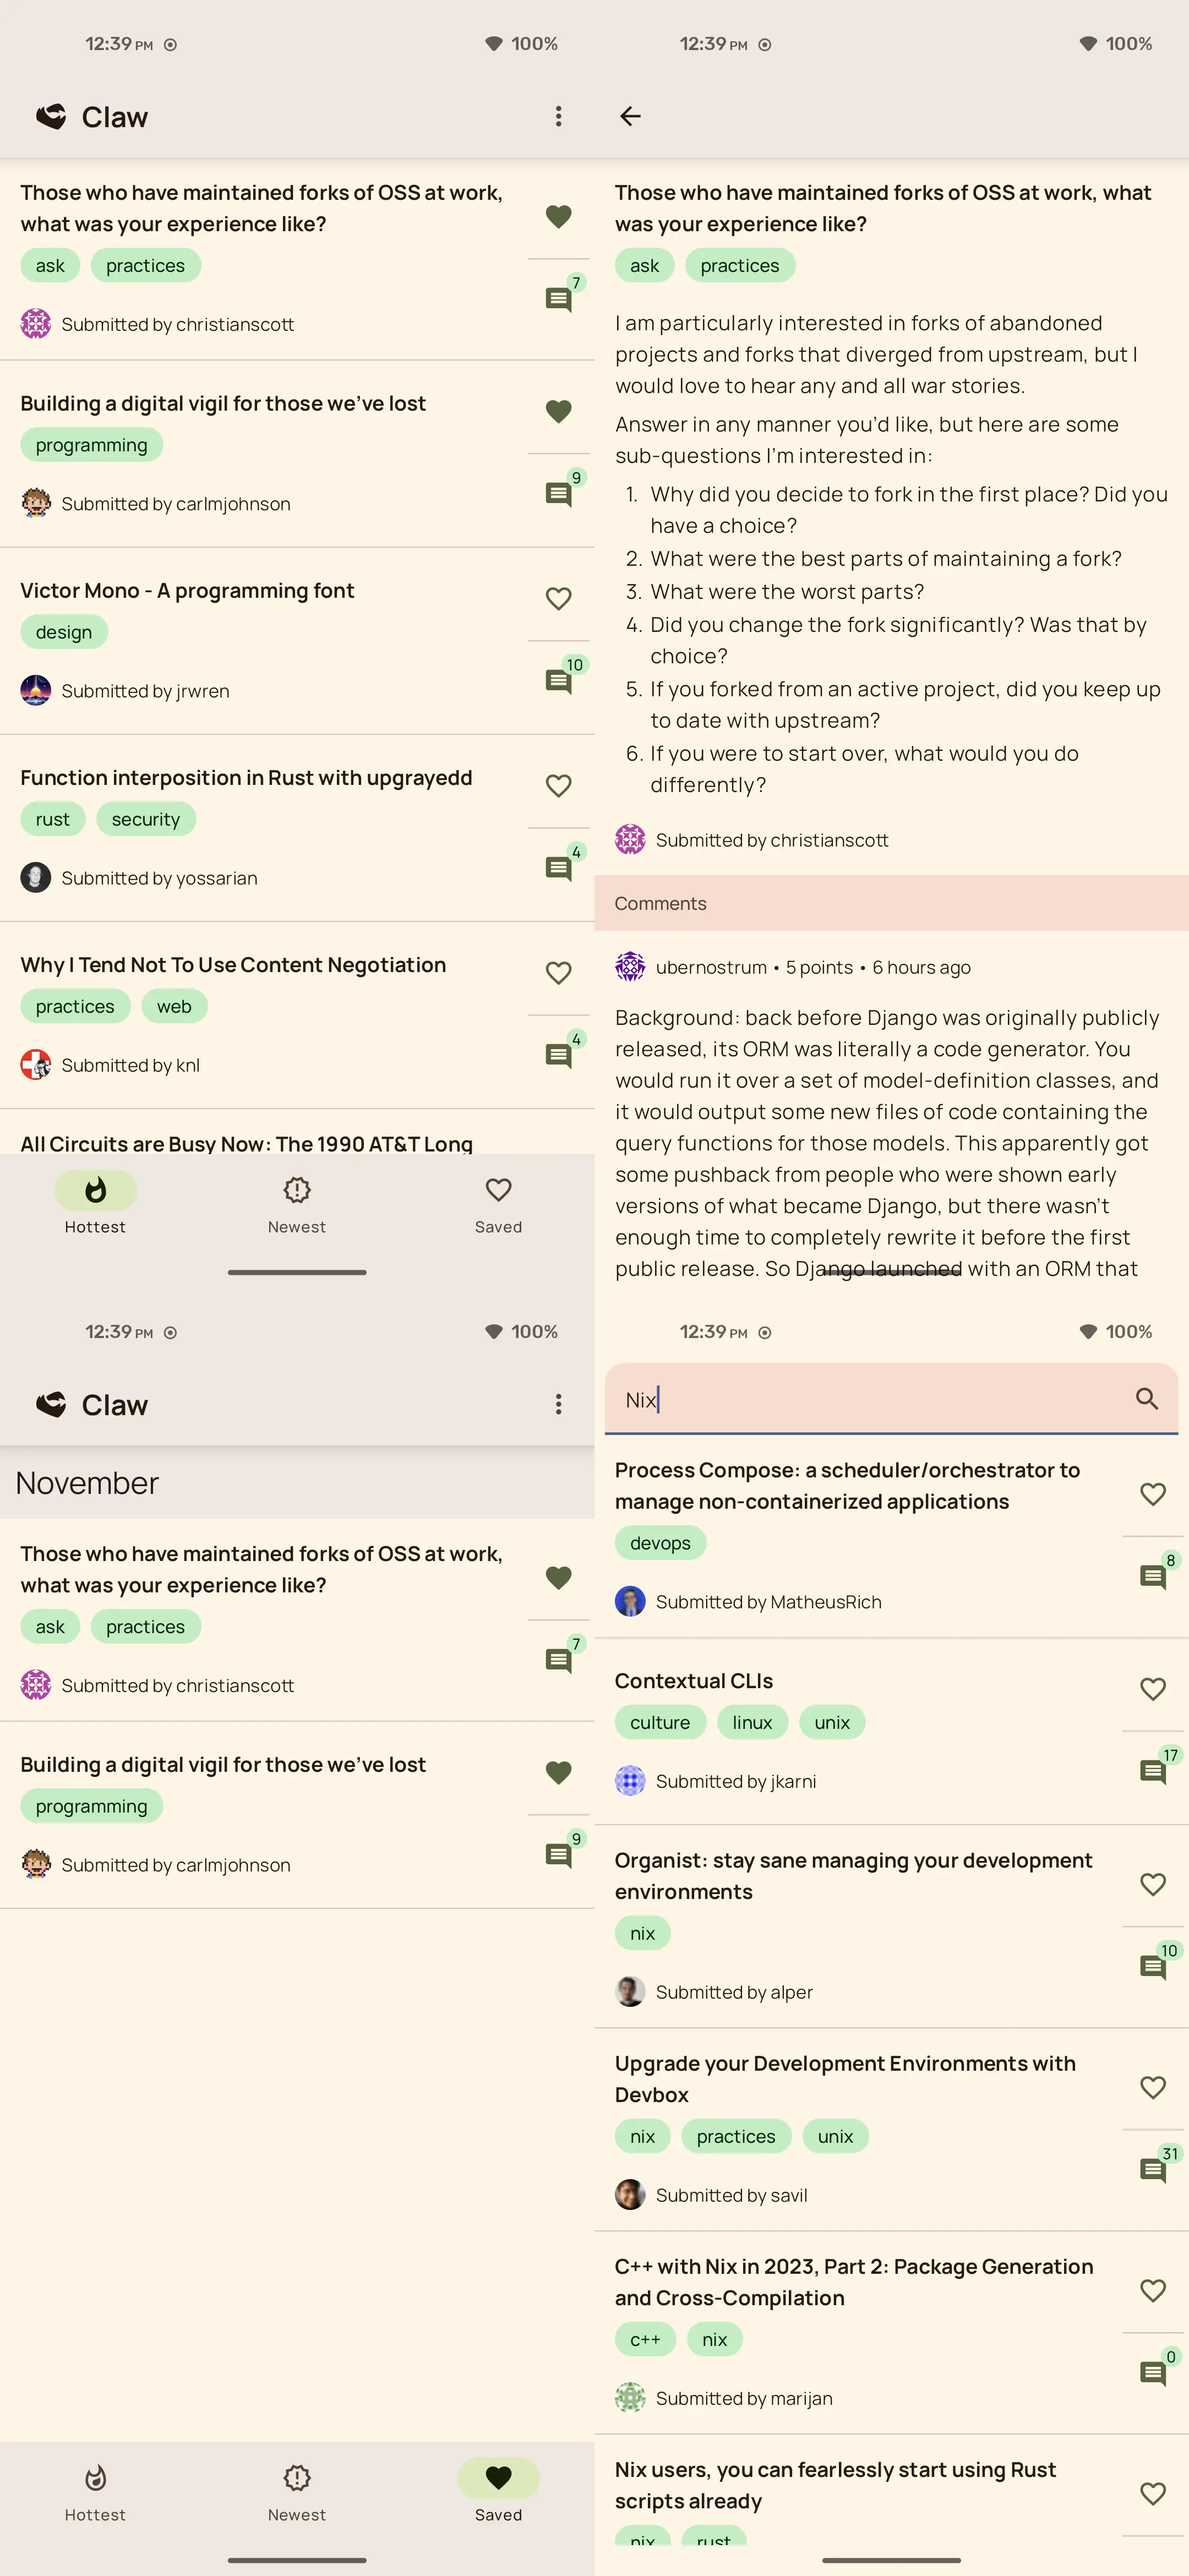 12:39 PM 100%
Claw
Those who have maintained forks of OSS at work,
what was your experience like?
ask practices
7
Submitted by christianscott
Building a digital vigil for those we've lost
programming
9
Submitted by carlmjohnson
Victor Mono - A programming font
design
10
Submitted by jrwren
Function interposition in Rust with upgrayedd
rust security
4
Submitted by yossarian
Why I Tend Not To Use Content Negotiation
practices web
4
Submitted by knl
All Circuits are Busy Now: The 1990 AT&T Long
Hottest Newest Saved
12:39 PM 100%
Those who have maintained forks of OSS at work, what
was your experience like?
ask practices
I am particularly interested in forks of abandoned
projects and forks that diverged from upstream, but I
would love to hear any and all war stories.
Answer in any manner you'd like, but here are some
sub-questions I'm interested in:
1. Why did you decide to fork in the first place? Did you
have a choice?
2. What were the best parts of maintaining a fork?
3. What were the worst parts?
4. Did you change the fork significantly? Was that by
choice?
5. If you forked from an active project, did you keep up
to date with upstream?
6. If you were to start over, what would you do
differently?
Submitted by christianscott
Comments
ubernostrum • 5 points • 6 hours ago
Background: back before Django was originally publicly
released, its ORM was literally a code generator. You
would run it over a set of model-definition classes, and
it would output some new files of code containing the
query functions for those models. This apparently got
some pushback from people who were shown early
versions of what became Django, but there wasn't
enough time to completely rewrite it before the first
public release. So Django launched with an ORM that
12:39 PM 100%
Claw
November
Those who have maintained forks of OSS at work,
what was your experience like?
ask practices
7
Submitted by christianscott
Building a digital vigil for those we've lost
programming
9
Submitted by carlmjohnson
Hottest Newest Saved
12:39 PM 100%
Nix
Process Compose: a scheduler/orchestrator to
manage non-containerized applications
devops
8
Submitted by MatheusRich
Contextual CLIs
culture linux unix
17
Submitted by jkarni
Organist: stay sane managing your development
environments
nix
10
Submitted by alper
Upgrade your Development Environments with
Devbox
nix practices unix
31
Submitted by savil
C++ with Nix in 2023, Part 2: Package Generation
and Cross-Compilation
c++ nix
0
Submitted by marijan
Nix users, you can fearlessly start using Rust
scripts already
nix rust